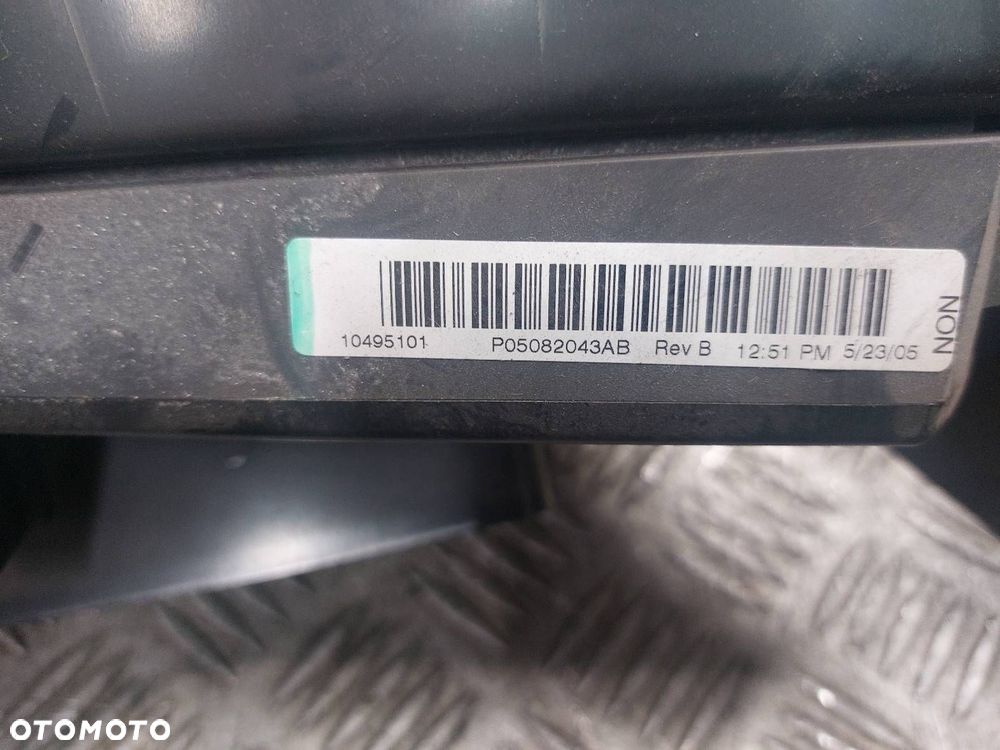 10495101 P05082043AB Rev B 12:51 PM 5/23/05
NON
OTOMOTO